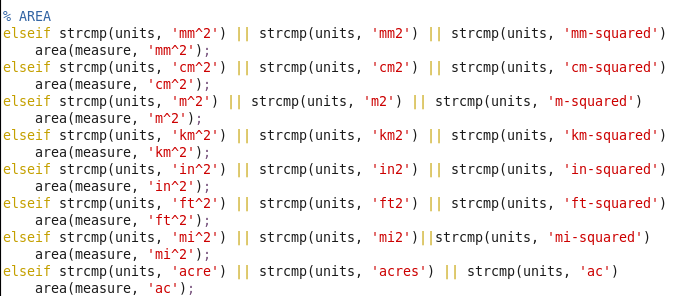 % AREA
elseif strcmp(units, 'mm^2') || strcmp(units, 'mm2') || strcmp(units, 'mm-squared')
    area(measure, 'mm^2');
elseif strcmp(units, 'cm^2') || strcmp(units, 'cm2') || strcmp(units, 'cm-squared')
    area(measure, 'cm^2');
elseif strcmp(units, 'm^2') || strcmp(units, 'm2') || strcmp(units, 'm-squared')
    area(measure, 'm^2');
elseif strcmp(units, 'km^2') || strcmp(units, 'km2') || strcmp(units, 'km-squared')
    area(measure, 'km^2');
elseif strcmp(units, 'in^2') || strcmp(units, 'in2') || strcmp(units, 'in-squared')
    area(measure, 'in^2');
elseif strcmp(units, 'ft^2') || strcmp(units, 'ft2') || strcmp(units, 'ft-squared')
    area(measure, 'ft^2');
elseif strcmp(units, 'mi^2') || strcmp(units, 'mi2')||strcmp(units, 'mi-squared')
    area(measure, 'mi^2');
elseif strcmp(units, 'acre') || strcmp(units, 'acres') || strcmp(units, 'ac')
    area(measure, 'ac');